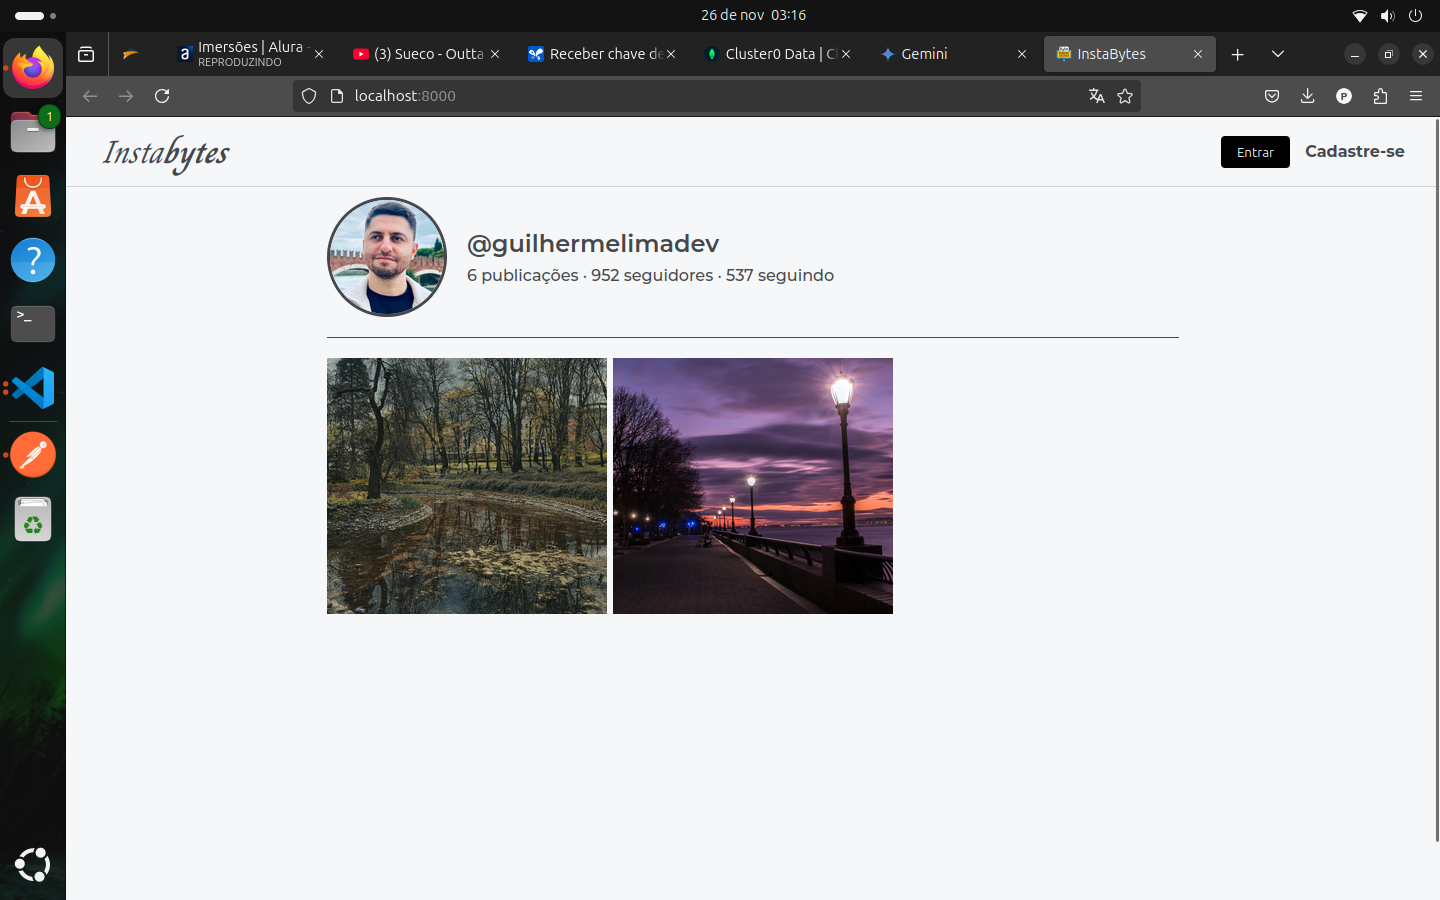 26 de nov 03:16
Imersões | Alura -
REPRODUZINDO
(3) Sueco - Outta
Receber chave de
Cluster0 Data | Cl
Gemini
InstaBytes
localhost:8000
P
1
Instabytes
Entrar
Cadastre-se
@guilhermelimadev
6 publicações · 952 seguidores · 537 seguindo